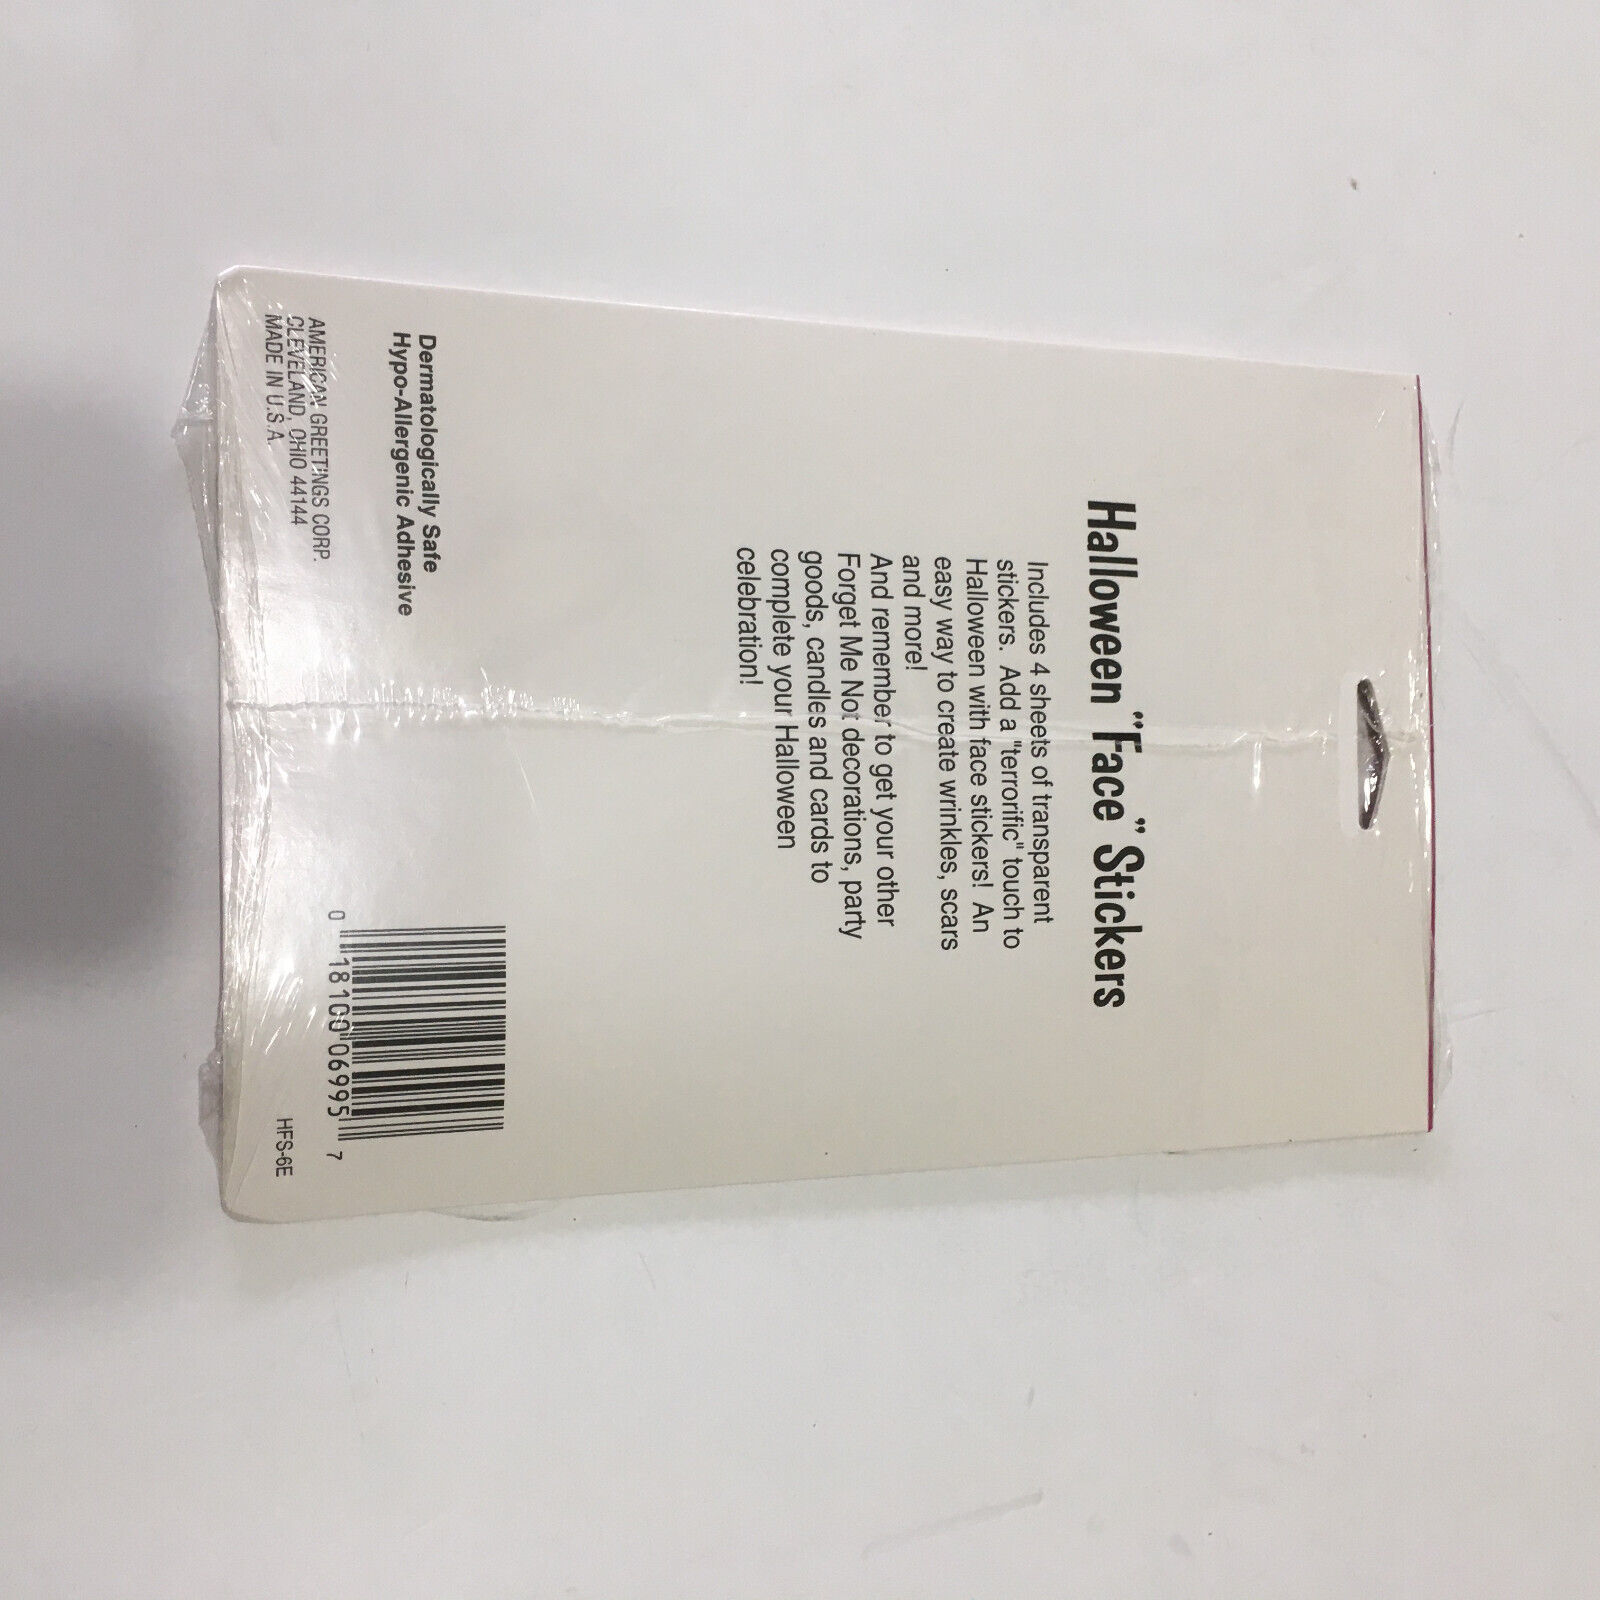 Halloween "Face" Stickers
Includes 4 sheets of transparent
stickers. Add a "terrorific" touch to
Halloween with face stickers! An
easy way to create wrinkles, scars
and more!
And remember to get your other
Forget Me Not decorations, party
goods, candles and cards to
complete your Halloween
celebration!
Dermatologically Safe
Hypo-Allergenic Adhesive
AMERICAN GREETINGS CORP.
CLEVELAND, OHIO 44144
MADE IN U.S.A.
0 18100 06995 7
HFS-6E